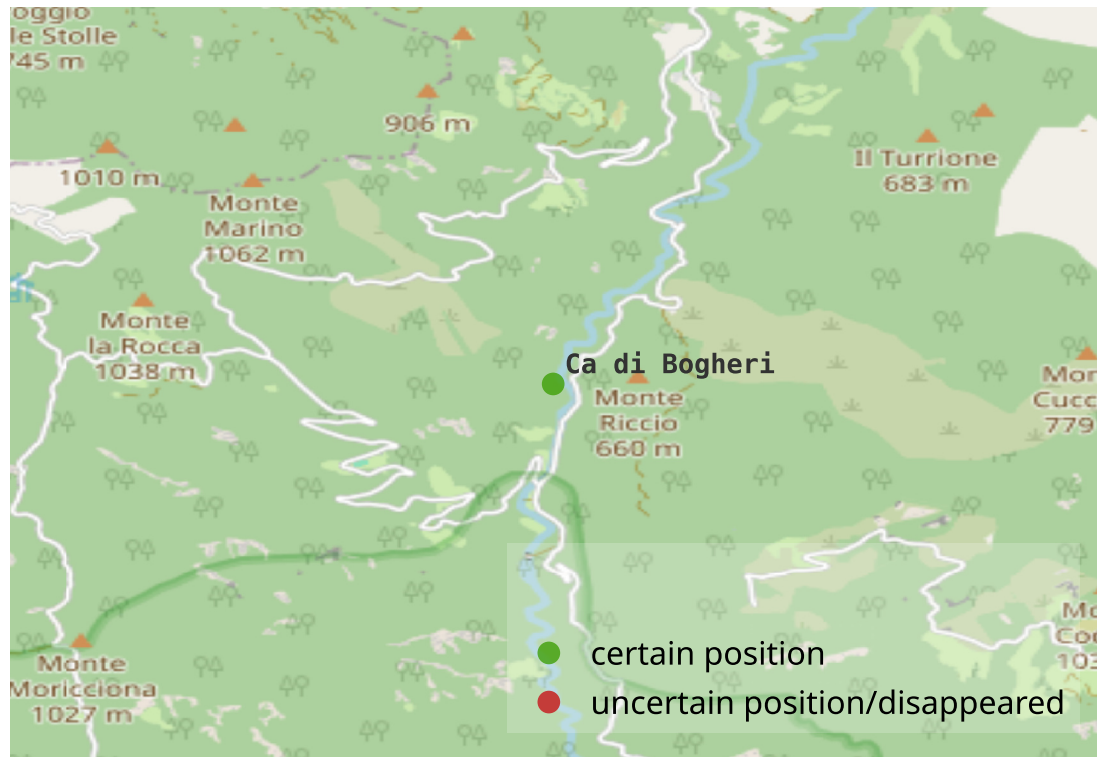 oggio
le Stolle
745 m
906 m
1010 m
Il Turrione
683 m
Monte
Marino
1062 m
Monte
la Rocca
1038 m
Ca di Bogheri
Monte
Riccio
660 m
Mon
Cucc
779
Monte
Moricciona
1027 m
Mo
103
certain position
uncertain position/disappeared